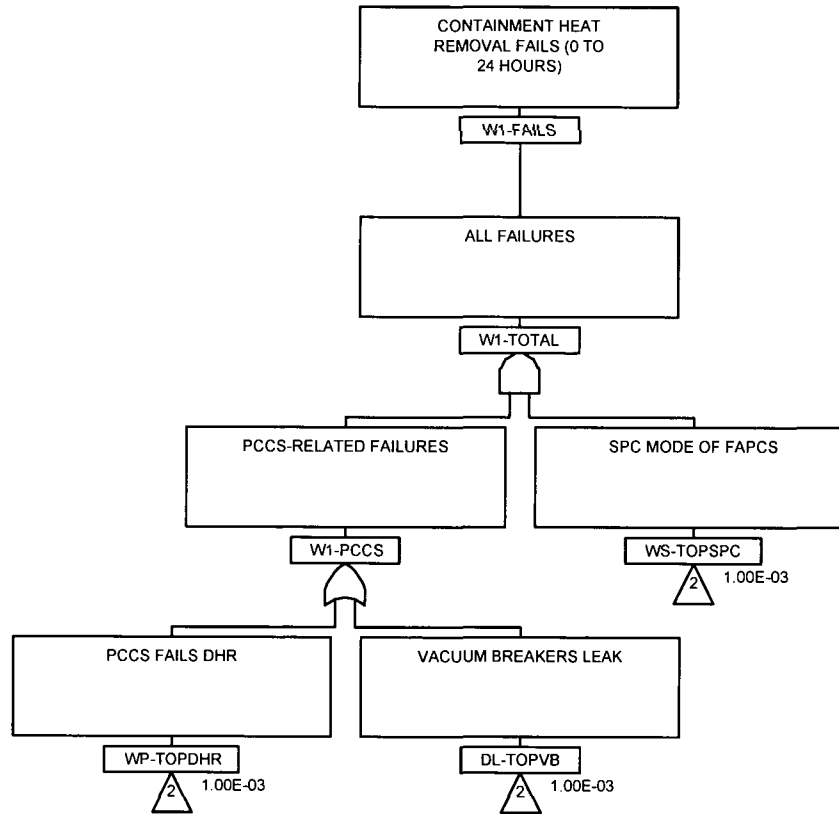 CONTAINMENT HEAT
REMOVAL FAILS (0 TO
24 HOURS)
W1-FAILS
ALL FAILURES
W1-TOTAL
PCCS-RELATED FAILURES
SPC MODE OF FAPCS
W1-PCCS
WS-TOPSPC
2
1.00E-03
PCCS FAILS DHR
VACUUM BREAKERS LEAK
WP-TOPDHR
DL-TOPVB
2
1.00E-03
2
1.00E-03